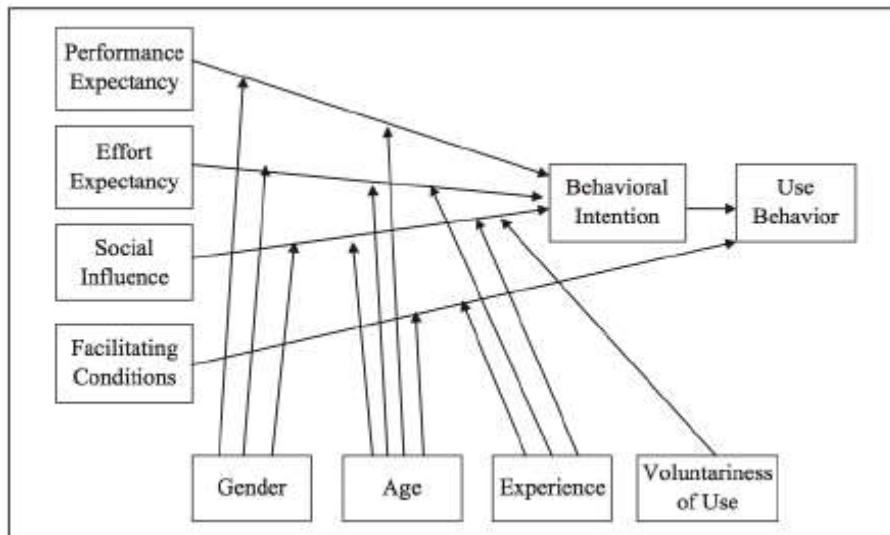 Performance
Expectancy
Effort
Expectancy
Social
Influence
Facilitating
Conditions
Behavioral
Intention
Use
Behavior
Gender
Age
Experience
Voluntariness
of Use